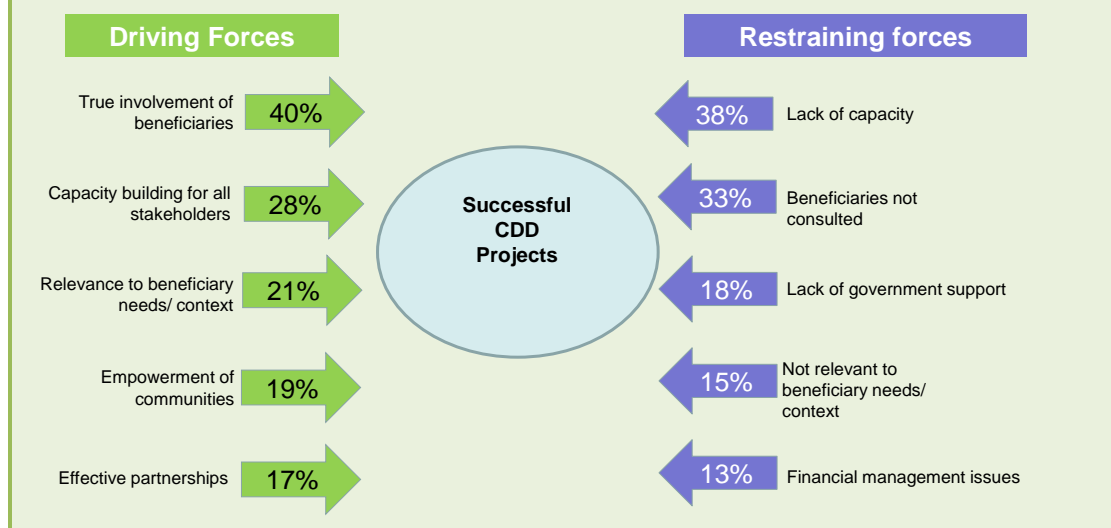 Driving Forces
Restraining forces
True involvement of
beneficiaries
40%
38%
Lack of capacity
Capacity building for all
stakeholders
28%
Successful
CDD
Projects
33%
Beneficiaries not
consulted
Relevance to beneficiary
needs/ context
21%
18%
Lack of government support
Empowerment of
communities
19%
15%
Not relevant to
beneficiary needs/
context
Effective partnerships
17%
13%
Financial management issues